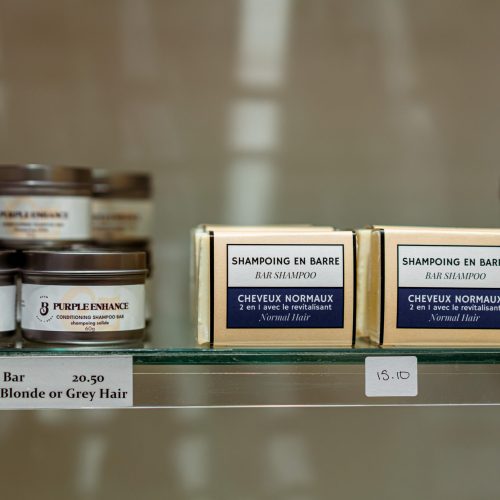 PURPLE ENHANCE
B
PURPLE ENHANCE
CONDITIONING SHAMPOO BAR
shampoing solide
60g
SHAMPOING EN BARRE
BAR SHAMPOO
CHEVEUX NORMAUX
2 en 1 avec le revitalisant
Normal Hair
SHAMPOING EN BARRE
BAR SHAMPOO
CHEVEUX NORMAUX
2 en 1 avec le revitalisant
Normal Hair
Bar 20.50
Blonde or Grey Hair
15.10